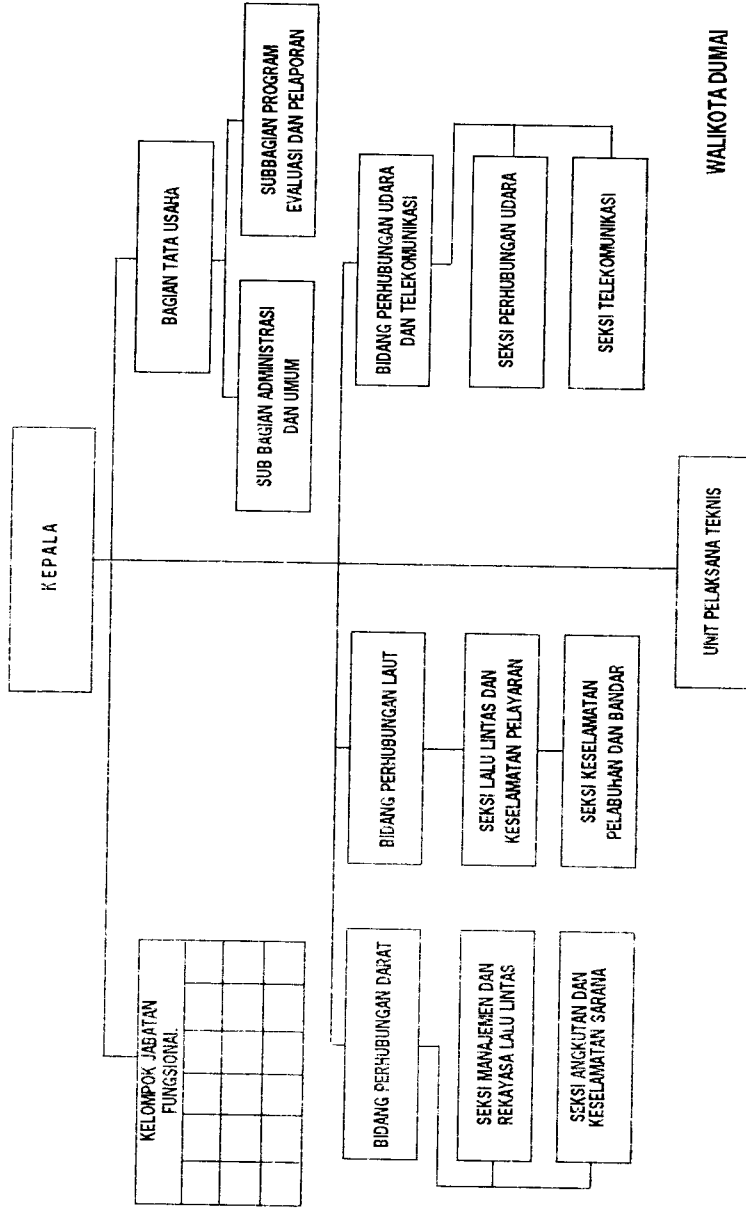 KEPALA
KELOMPOK JABATAN
FUNGSIONAL
BAGIAN TATA USAHA
SUB BAGIAN ADMINISTRASI
DAN UMUM
SUBBAGIAN PROGRAM
EVALUASI DAN PELAPORAN
BIDANG PERHUBUNGAN DARAT
BIDANG PERHUBUNGAN LAUT
BIDANG PERHUBUNGAN UDARA
DAN TELEKOMUNIKASI
SEKSI MANAJEMEN DAN
REKAYASA LALU LINTAS
SEKSI LALU LINTAS DAN
KESELAMATAN PELAYARAN
SEKSI PERHUBUNGAN UDARA
SEKSI ANGKUTAN DAN
KESELAMATAN SARANA
SEKSI KESELAMATAN
PELABUHAN DAN BANDAR
SEKSI TELEKOMUNIKASI
UNIT PELAKSANA TEKNIS
WALIKOTA DUMAI